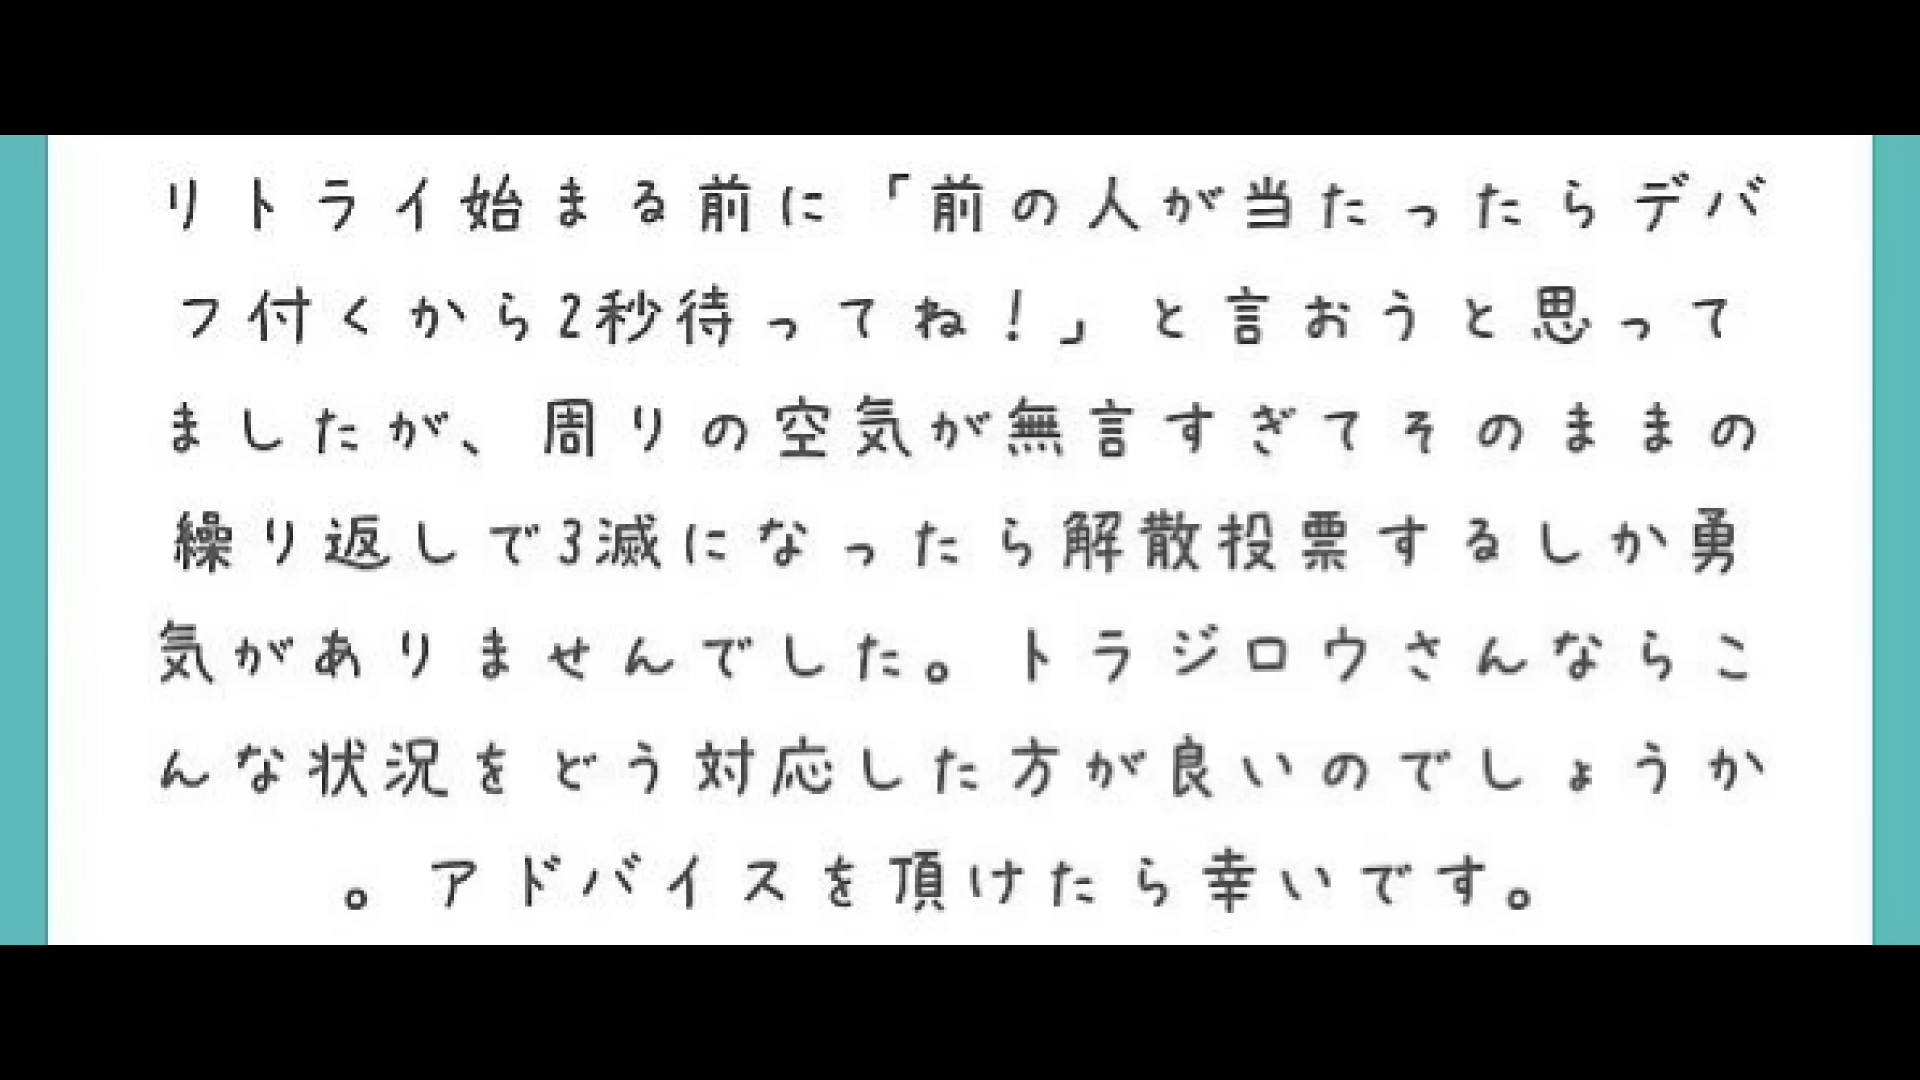 リトライ始まる前に「前の人が当たったらデバ
フ付くから2秒待ってね！」と言おうと思って
ましたが、周りの空気が無言すぎてそのままの
繰り返しで3滅になったら解散投票するしか勇
気がありませんでした。トラジロウさんならこ
んな状況をどう対応した方が良いのでしょうか
。アドバイスを頂けたら幸いです。